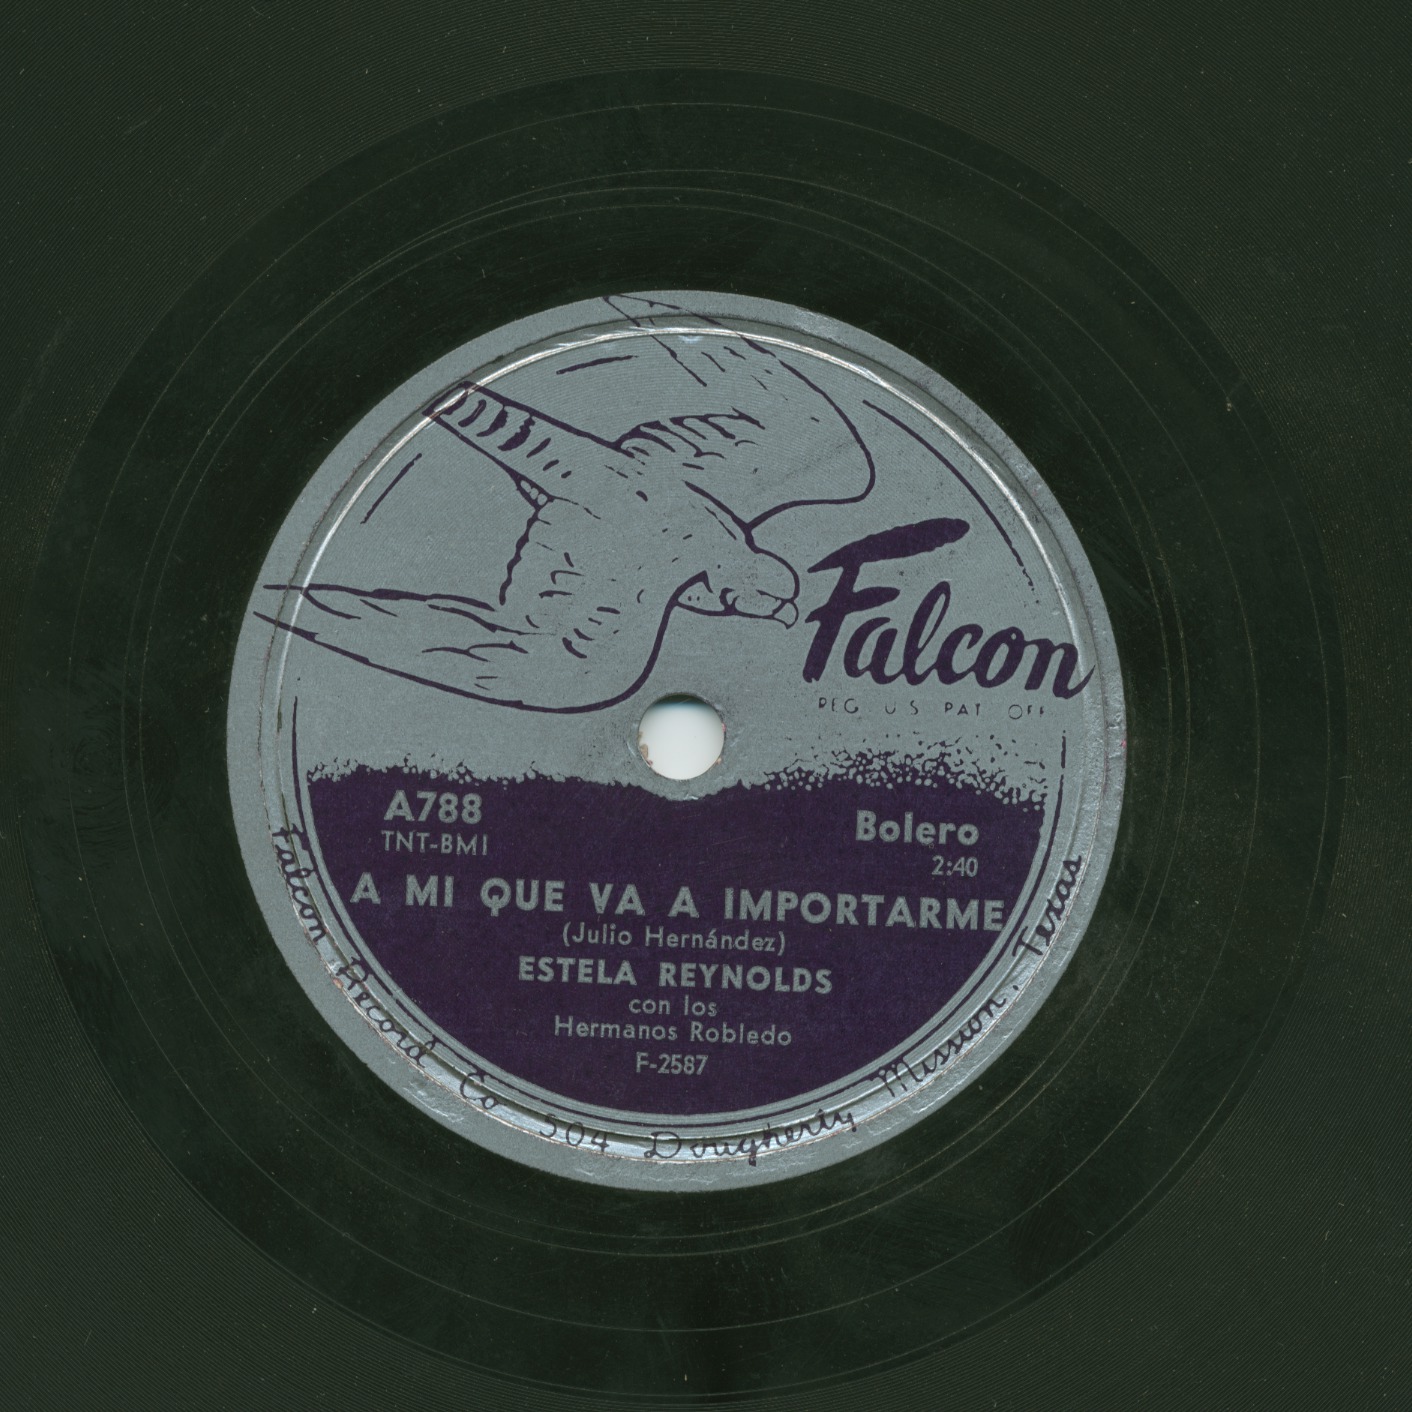 Falcon
REG U S PAT OFF
A788
TNT-BMI
Bolero
2:40
A MI QUE VA A IMPORTARME
(Julio Hernández)
ESTELA REYNOLDS
con los
Hermanos Robledo
F-2587
Falcon Record Co 504 Dougherty Mission. Texas